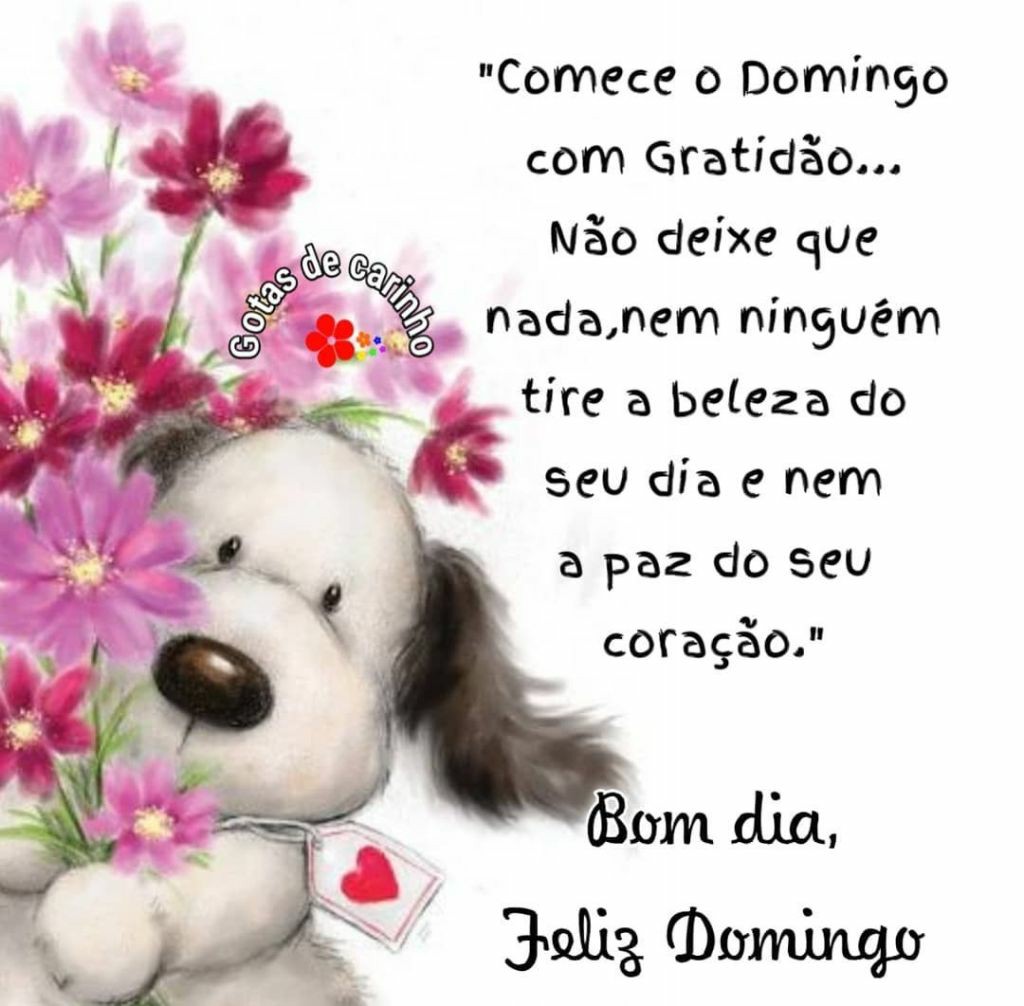 Gotas de carinho
"Comece o Domingo
com Gratidão...
Não deixe que
nada,nem ninguém
tire a beleza do
seu dia e nem
a paz do seu
coração."
Bom dia,
Feliz Domingo